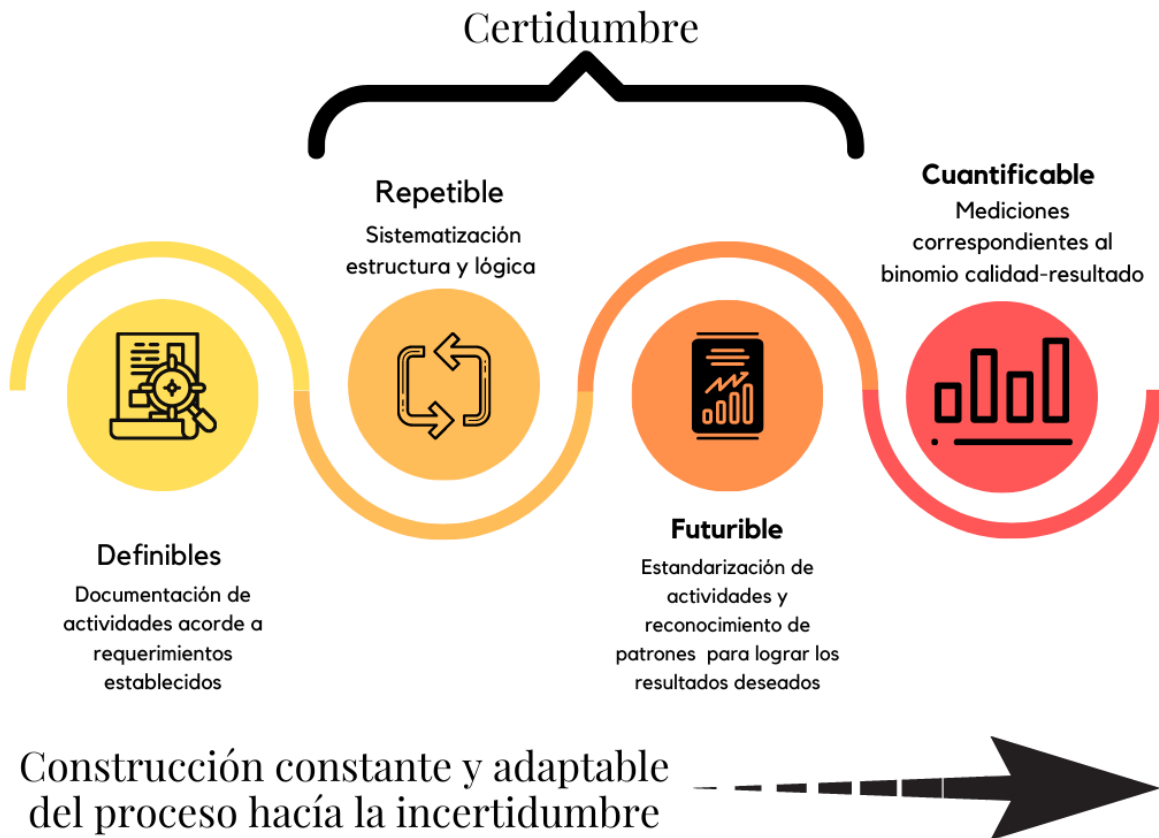 Certidumbre
Repetible
Sistematización
estructura y lógica
Cuantificable
Mediciones
correspondientes al
binomio calidad-resultado
Definibles
Documentación de
actividades acorde a
requerimientos
establecidos
Futurible
Estandarización de
actividades y
reconocimiento de
patrones para lograr los
resultados deseados
Construcción constante y adaptable
del proceso hacía la incertidumbre